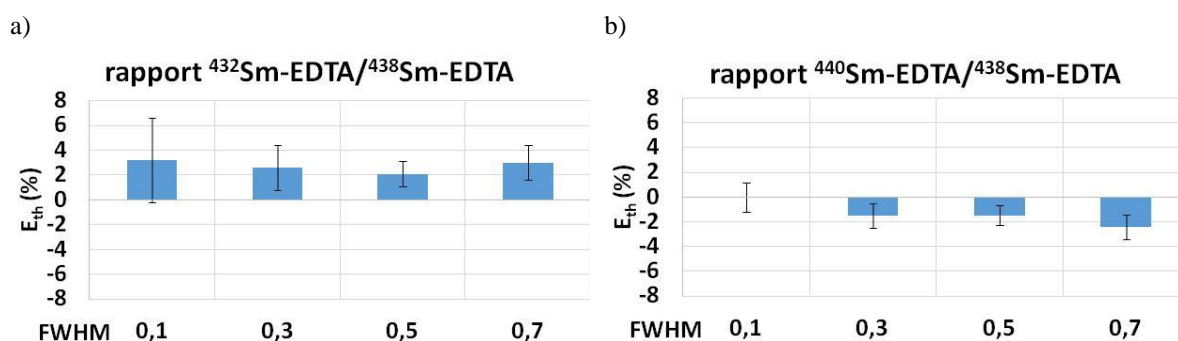 a)
rapport ⁴³²Sm-EDTA/⁴³⁸Sm-EDTA
8
6
4
2
0
-2
-4
-6
-8
E_th (%)
FWHM 0,1 0,3 0,5 0,7
b)
rapport ⁴⁴⁰Sm-EDTA/⁴³⁸Sm-EDTA
8
6
4
2
0
-2
-4
-6
-8
E_th (%)
FWHM 0,1 0,3 0,5 0,7